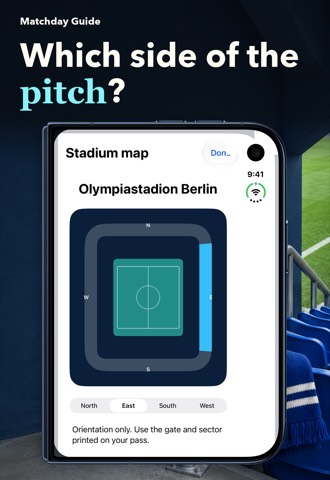 Matchday Guide
Which side of the
pitch?
Stadium map
Don...
9:41
Olympiastadion Berlin
N
W
E
S
North East South West
Orientation only. Use the gate and sector
printed on your pass.